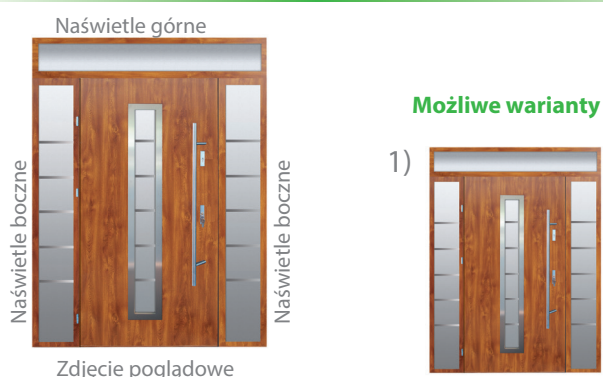 Naświetle górne
Naświetle boczne
Naświetle boczne
Zdjęcie poglądowe
Możliwe warianty
1)